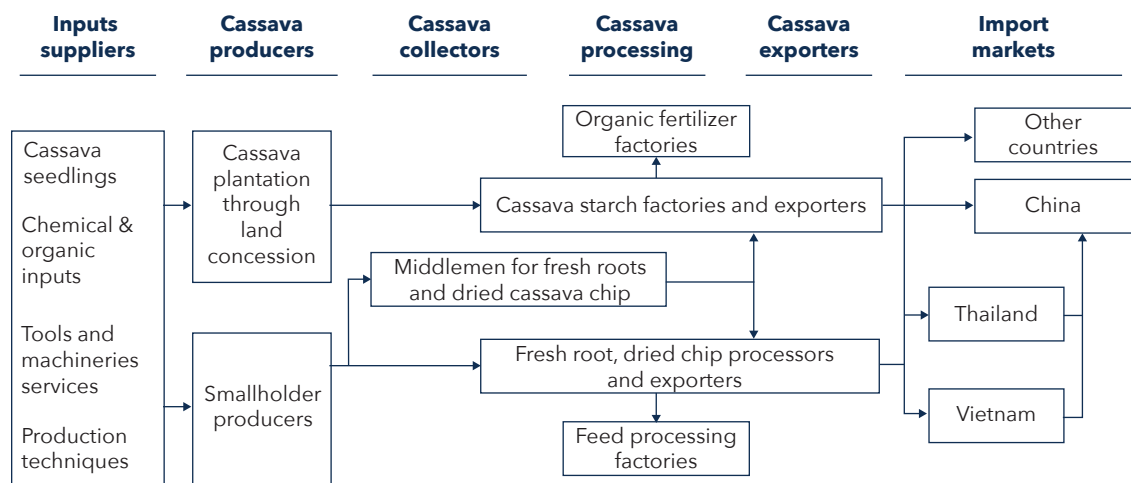 Inputs
suppliers
Cassava
producers
Cassava
collectors
Cassava
processing
Cassava
exporters
Import
markets
Cassava
seedlings
Chemical &
organic
inputs
Tools and
machineries
services
Production
techniques
Cassava
plantation
through
land
concession
Smallholder
producers
Middlemen for fresh roots
and dried cassava chip
Organic fertilizer
factories
Cassava starch factories and exporters
Fresh root, dried chip processors
and exporters
Feed processing
factories
Other
countries
China
Thailand
Vietnam